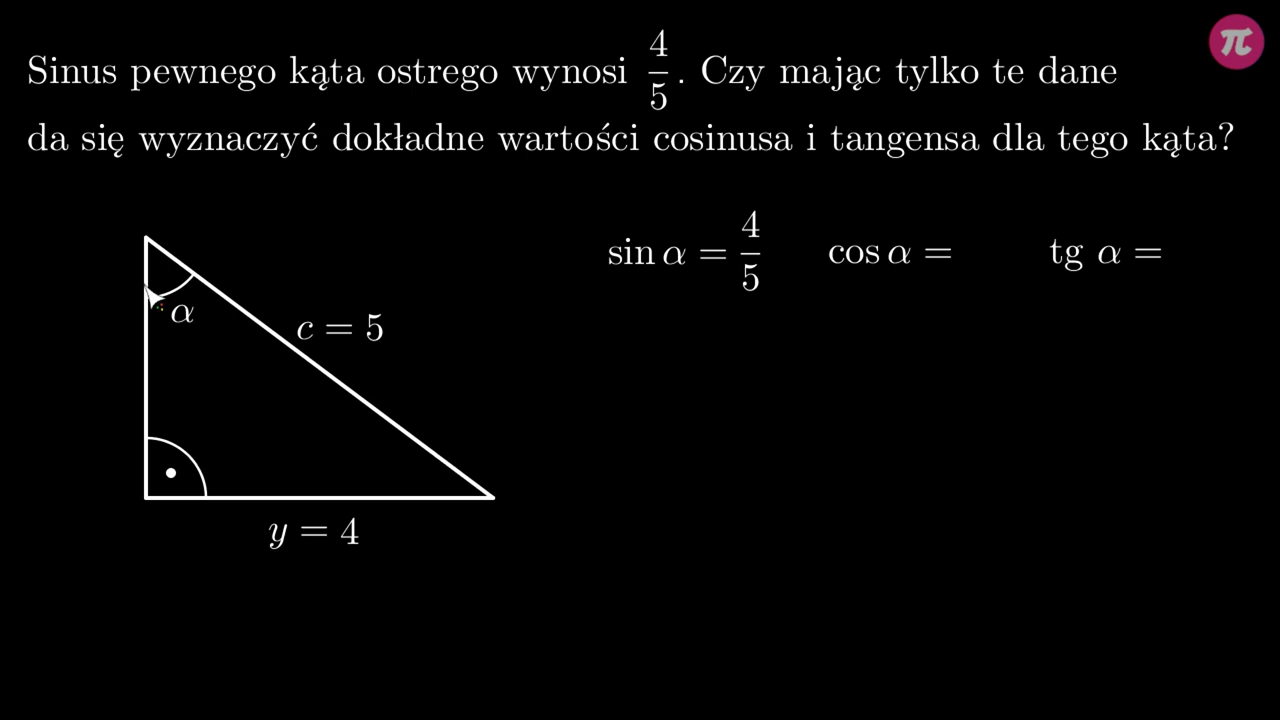 Sinus pewnego kąta ostrego wynosi 4/5. Czy mając tylko te dane
da się wyznaczyć dokładne wartości cosinusa i tangensa dla tego kąta?
sin α = 4/5 cos α = tg α =
α
c = 5
y = 4
π